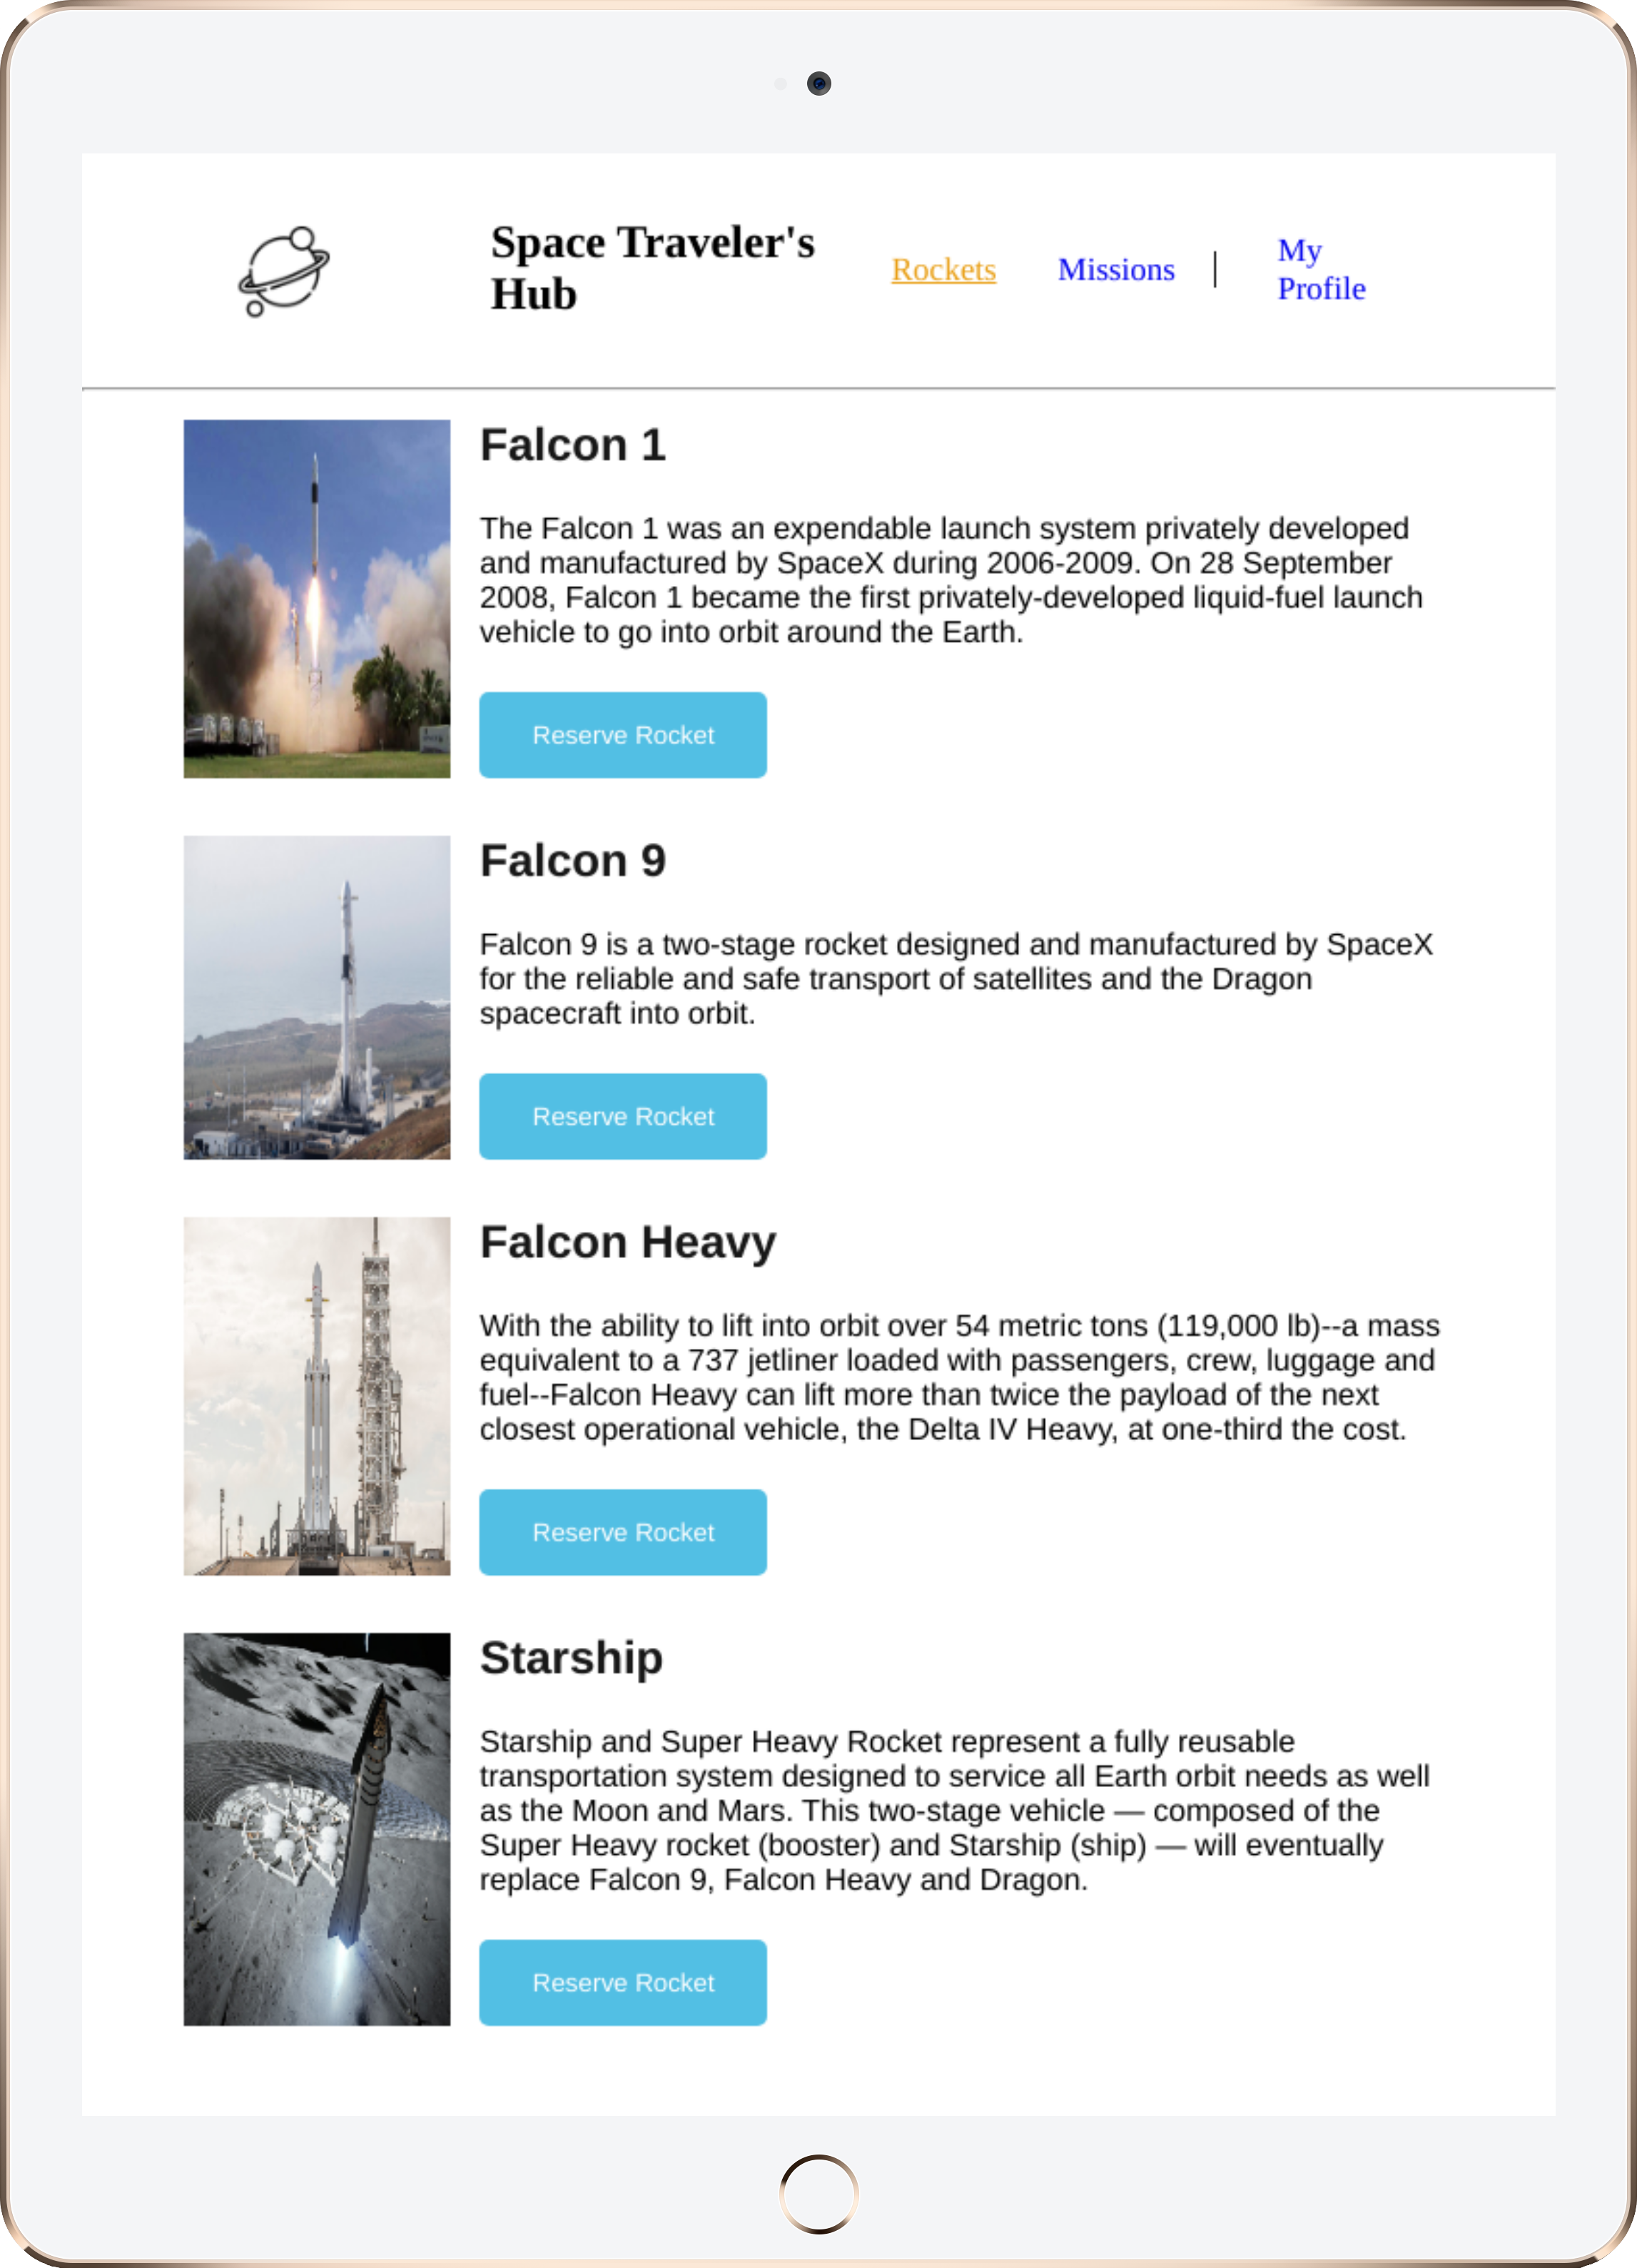 Space Traveler's
Hub
Rockets
Missions
My
Profile
Falcon 1
The Falcon 1 was an expendable launch system privately developed
and manufactured by SpaceX during 2006-2009. On 28 September
2008, Falcon 1 became the first privately-developed liquid-fuel launch
vehicle to go into orbit around the Earth.
Reserve Rocket
Falcon 9
Falcon 9 is a two-stage rocket designed and manufactured by SpaceX
for the reliable and safe transport of satellites and the Dragon
spacecraft into orbit.
Reserve Rocket
Falcon Heavy
With the ability to lift into orbit over 54 metric tons (119,000 lb)--a mass
equivalent to a 737 jetliner loaded with passengers, crew, luggage and
fuel--Falcon Heavy can lift more than twice the payload of the next
closest operational vehicle, the Delta IV Heavy, at one-third the cost.
Reserve Rocket
Starship
Starship and Super Heavy Rocket represent a fully reusable
transportation system designed to service all Earth orbit needs as well
as the Moon and Mars. This two-stage vehicle — composed of the
Super Heavy rocket (booster) and Starship (ship) — will eventually
replace Falcon 9, Falcon Heavy and Dragon.
Reserve Rocket